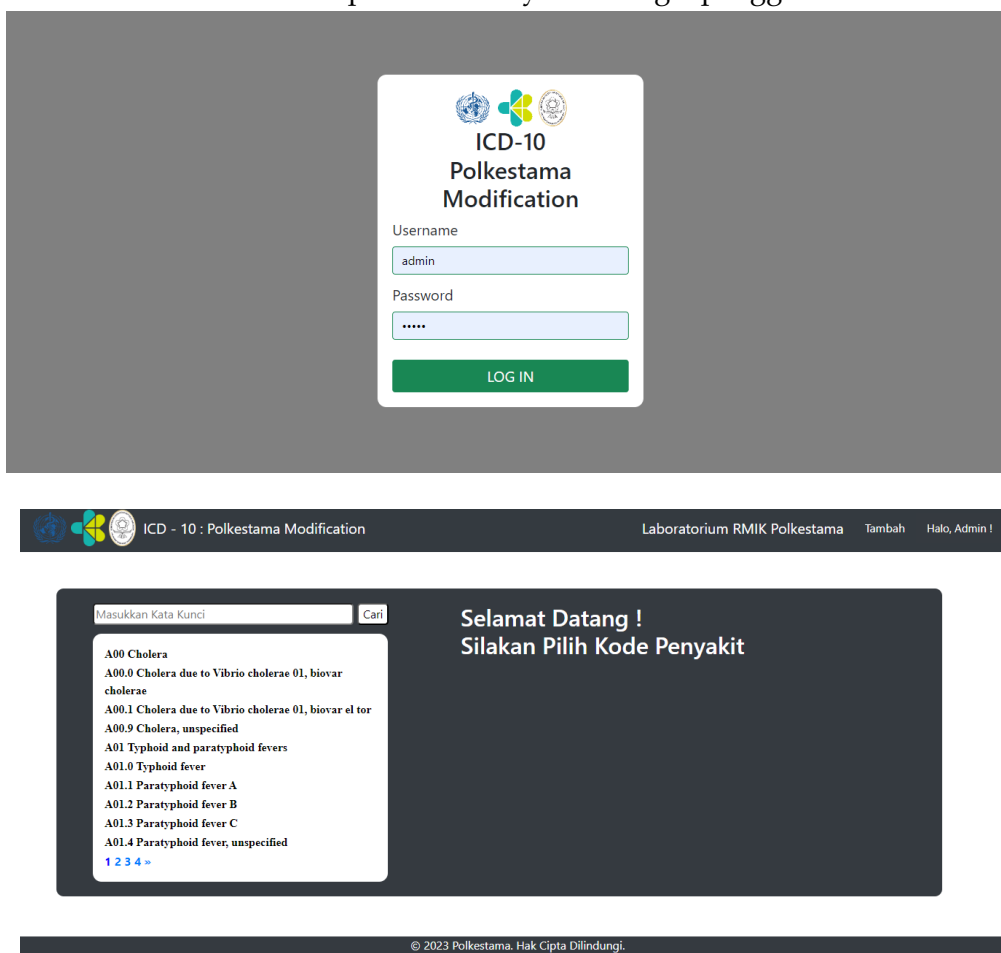 ICD-10
Polkestama
Modification
Username
admin
Password
•••••
LOG IN
ICD - 10 : Polkestama Modification
Laboratorium RMIK Polkestama
Tambah
Halo, Admin !
Masukkan Kata Kunci
Cari
A00 Cholera
A00.0 Cholera due to Vibrio cholerae 01, biovar
cholerae
A00.1 Cholera due to Vibrio cholerae 01, biovar el tor
A00.9 Cholera, unspecified
A01 Typhoid and paratyphoid fevers
A01.0 Typhoid fever
A01.1 Paratyphoid fever A
A01.2 Paratyphoid fever B
A01.3 Paratyphoid fever C
A01.4 Paratyphoid fever, unspecified
1 2 3 4 »
Selamat Datang !
Silakan Pilih Kode Penyakit
© 2023 Polkestama. Hak Cipta Dilindungi.